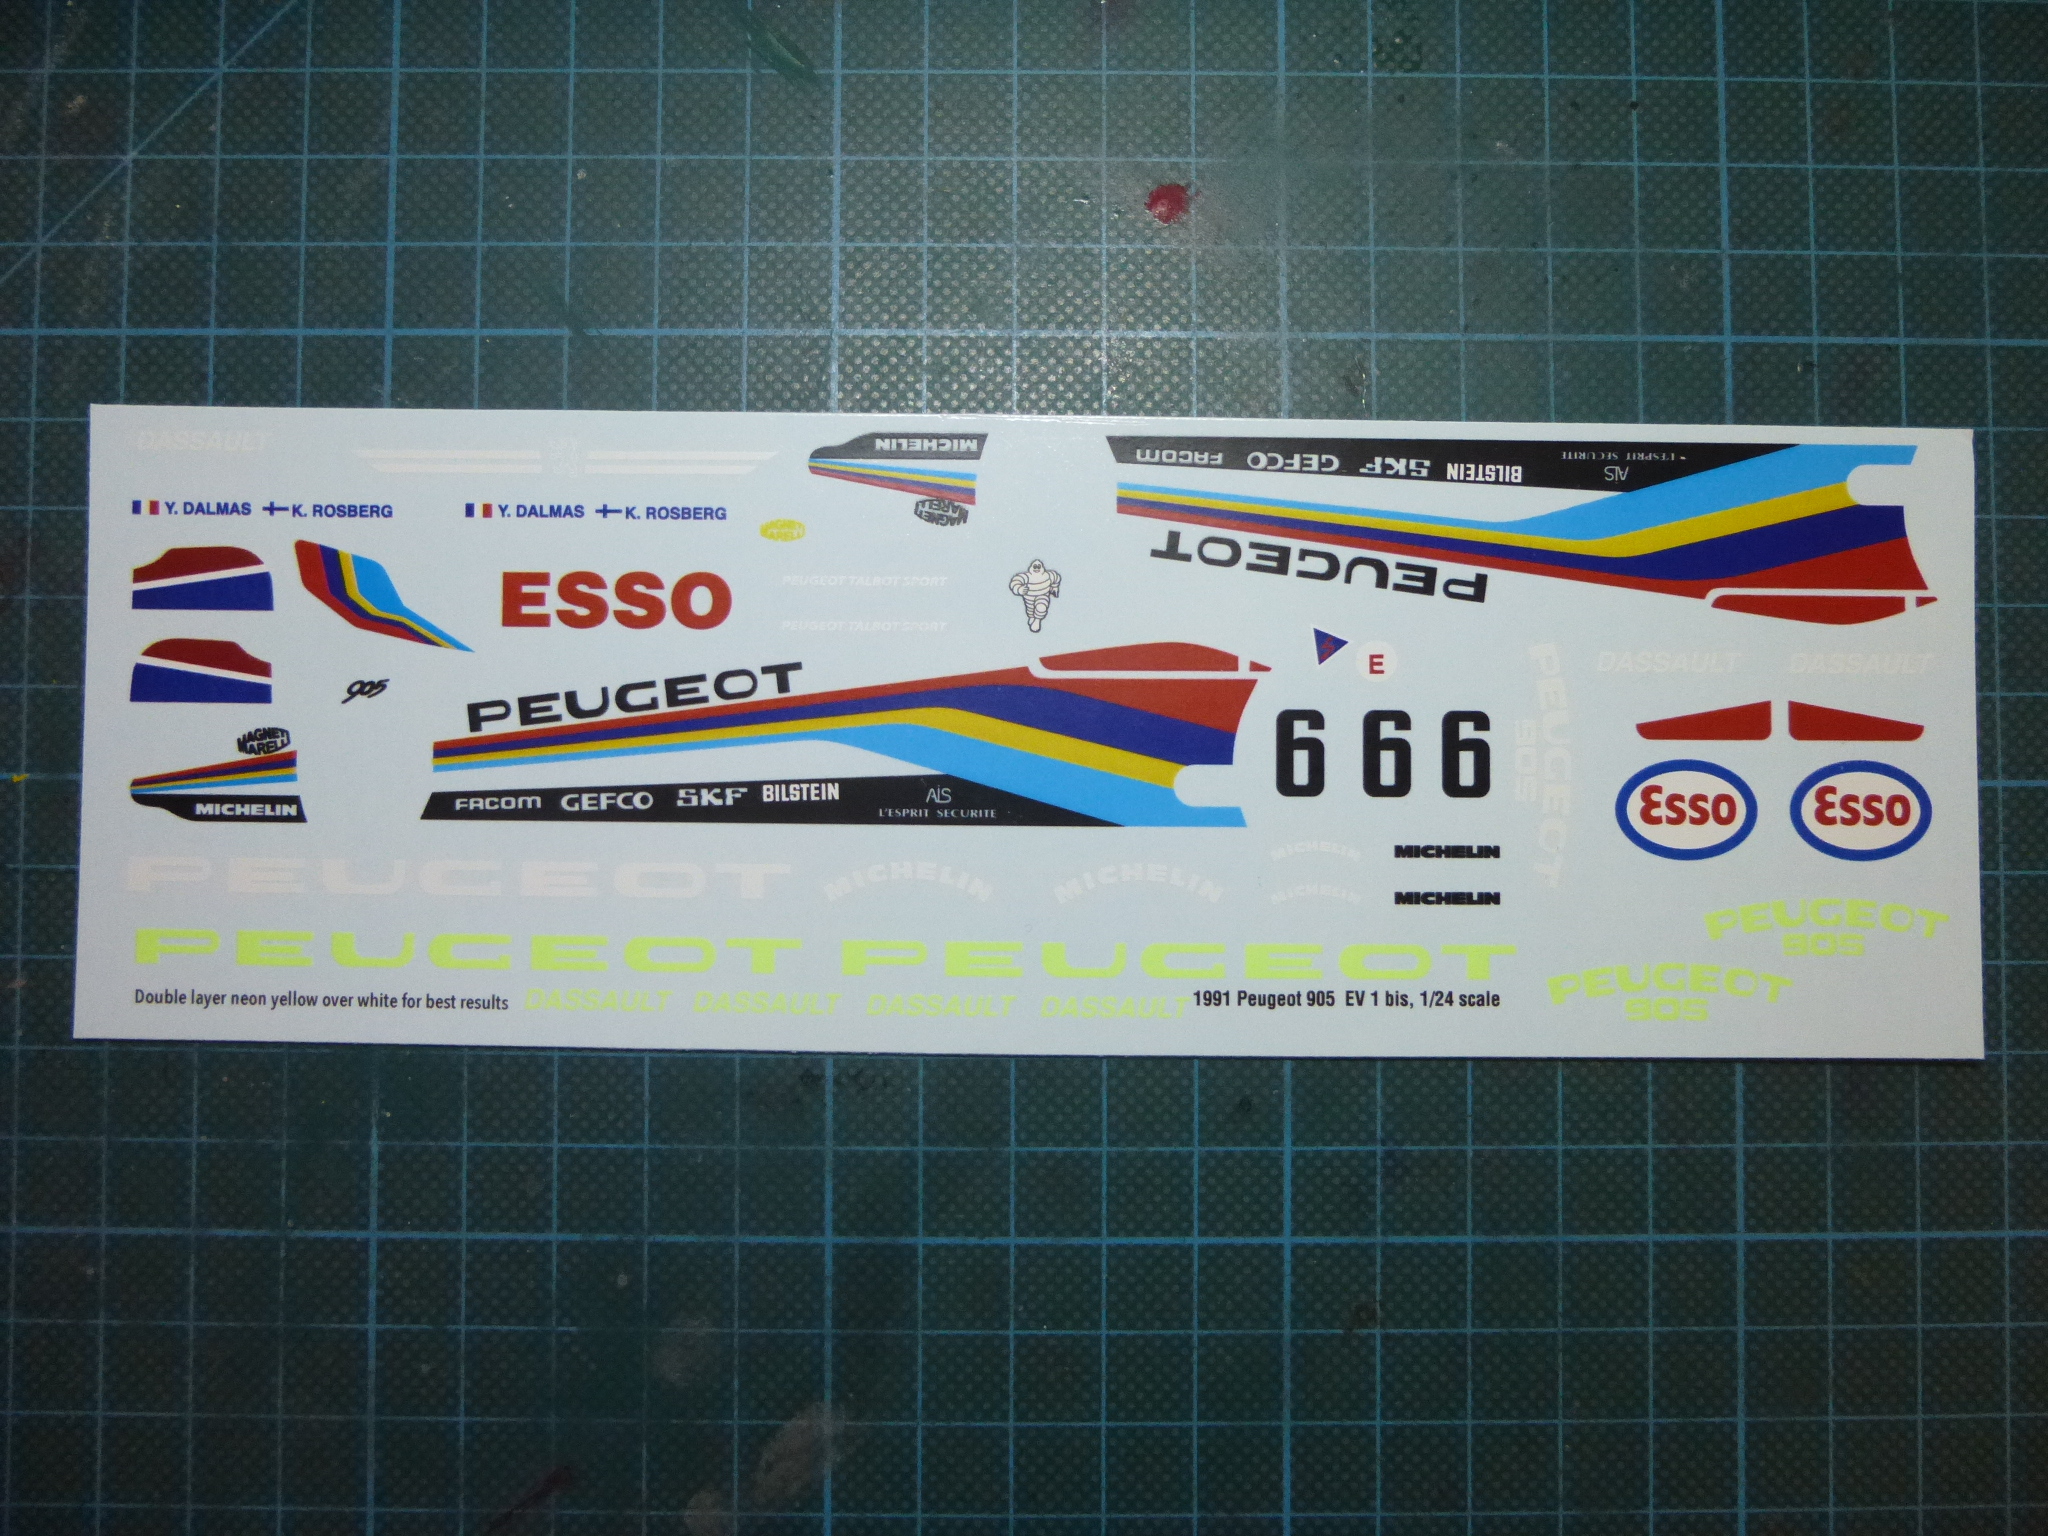 DASSAULT
MICHELIN
FACOM GEFCO SKF BILSTEIN
AIS
L'ESPRIT SECURITE
MAGNETI
MARELLI
Y. DALMAS K. ROSBERG
Y. DALMAS K. ROSBERG
MAGNETI
MARELLI
PEUGEOT
ESSO
PEUGEOT TALBOT SPORT
PEUGEOT TALBOT SPORT
E
DASSAULT DASSAULT
905
PEUGEOT
PEUGEOT
905
666
MAGNETI
MARELLI
MICHELIN
FACOM GEFCO SKF BILSTEIN
AIS
L'ESPRIT SECURITE
Esso Esso
PEUGEOT
MICHELIN MICHELIN
MICHELIN
MICHELIN
MICHELIN
MICHELIN
PEUGEOT PEUGEOT
PEUGEOT
905
PEUGEOT
905
Double layer neon yellow over white for best results
DASSAULT DASSAULT DASSAULT DASSAULT
1991 Peugeot 905 EV 1 bis, 1/24 scale